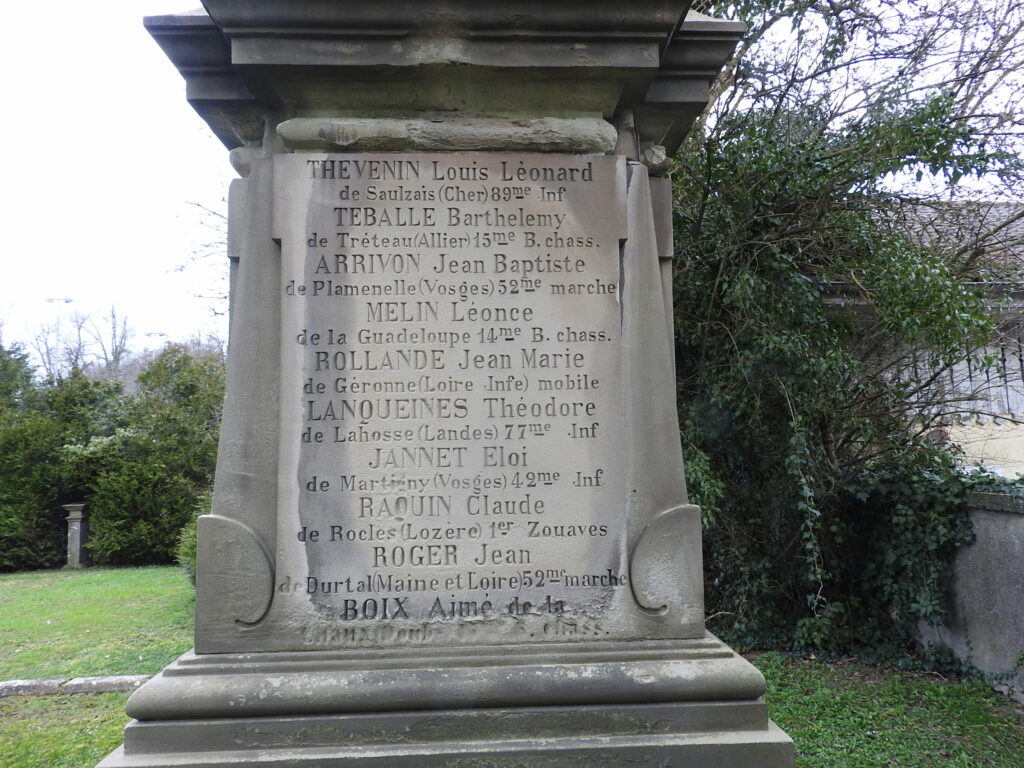 THEVENIN Louis Léonard
de Saulzais (Cher) 89me Inf
TEBALLE Barthelemy
de Tréteau (Allier) 15me B. chass.
ARRIVON Jean Baptiste
de Plamenelle (Vosges) 52me marche
MELIN Léonce
de la Guadeloupe 14me B. chass.
ROLLANDE Jean Marie
de Géronne (Loire Infe) mobile
LANQUEINES Théodore
de Lahosse (Landes) 77me Inf
JANNET Eloi
de Martigny (Vosges) 42me Inf
RAQUIN Claude
de Rocles (Lozère) 1er Zouaves
ROGER Jean
de Durtal (Maine et Loire) 52me marche
BOIX Aimé de la
chass.